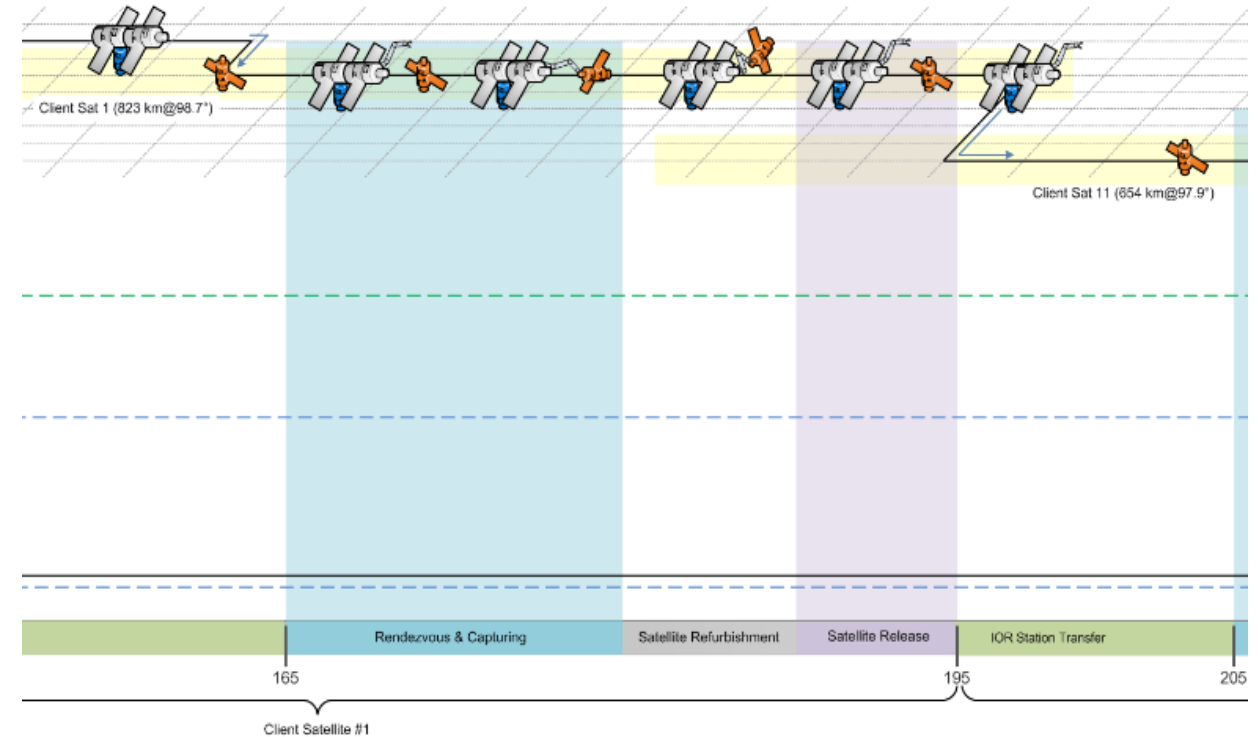 Client Sat 1 (823 km@98.7°)
Client Sat 11 (654 km@97.9°)
Rendezvous & Capturing
Satellite Refurbishment
Satellite Release
IOR Station Transfer
165
195
205
Client Satellite #1